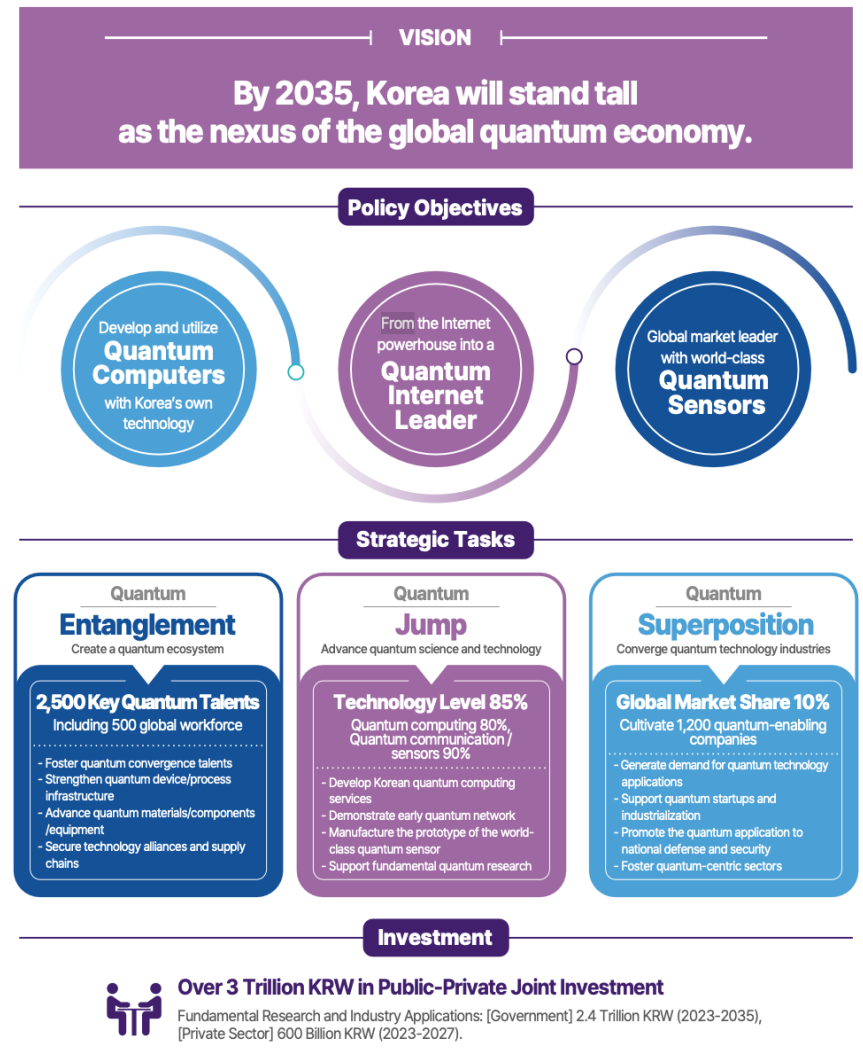 VISION
By 2035, Korea will stand tall
as the nexus of the global quantum economy.
Policy Objectives
Develop and utilize
Quantum
Computers
with Korea's own
technology
From the Internet
powerhouse into a
Quantum
Internet
Leader
Global market leader
with world-class
Quantum
Sensors
Strategic Tasks
Quantum
Entanglement
Create a quantum ecosystem
2,500 Key Quantum Talents
Including 500 global workforce
- Foster quantum convergence talents
- Strengthen quantum device/process
infrastructure
- Advance quantum materials/components
/equipment
- Secure technology alliances and supply
chains
Quantum
Jump
Advance quantum science and technology
Technology Level 85%
Quantum computing 80%,
Quantum communication /
sensors 90%
- Develop Korean quantum computing
services
- Demonstrate early quantum network
- Manufacture the prototype of the world-
class quantum sensor
- Support fundamental quantum research
Quantum
Superposition
Converge quantum technology industries
Global Market Share 10%
Cultivate 1,200 quantum-enabling
companies
- Generate demand for quantum technology
applications
- Support quantum startups and
industrialization
- Promote the quantum application to
national defense and security
- Foster quantum-centric sectors
Investment
Over 3 Trillion KRW in Public-Private Joint Investment
Fundamental Research and Industry Applications: [Government] 2.4 Trillion KRW (2023-2035),
[Private Sector] 600 Billion KRW (2023-2027).